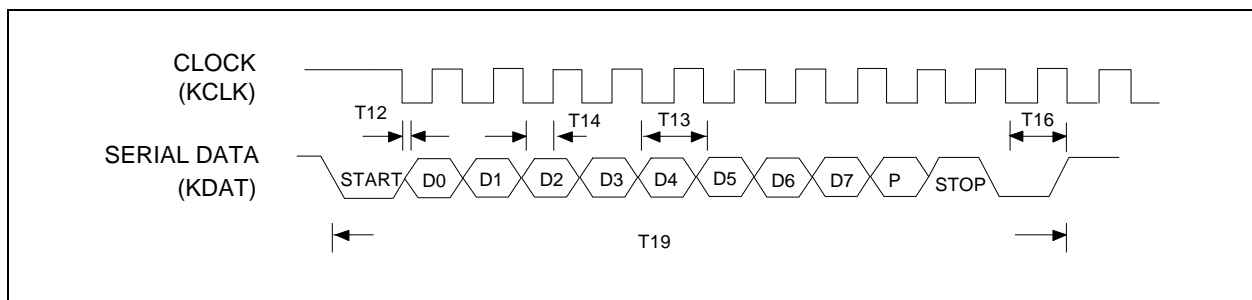 CLOCK
(KCLK)
T12
T14
T13
T16
SERIAL DATA
(KDAT)
START
D0
D1
D2
D3
D4
D5
D6
D7
P
STOP
T19